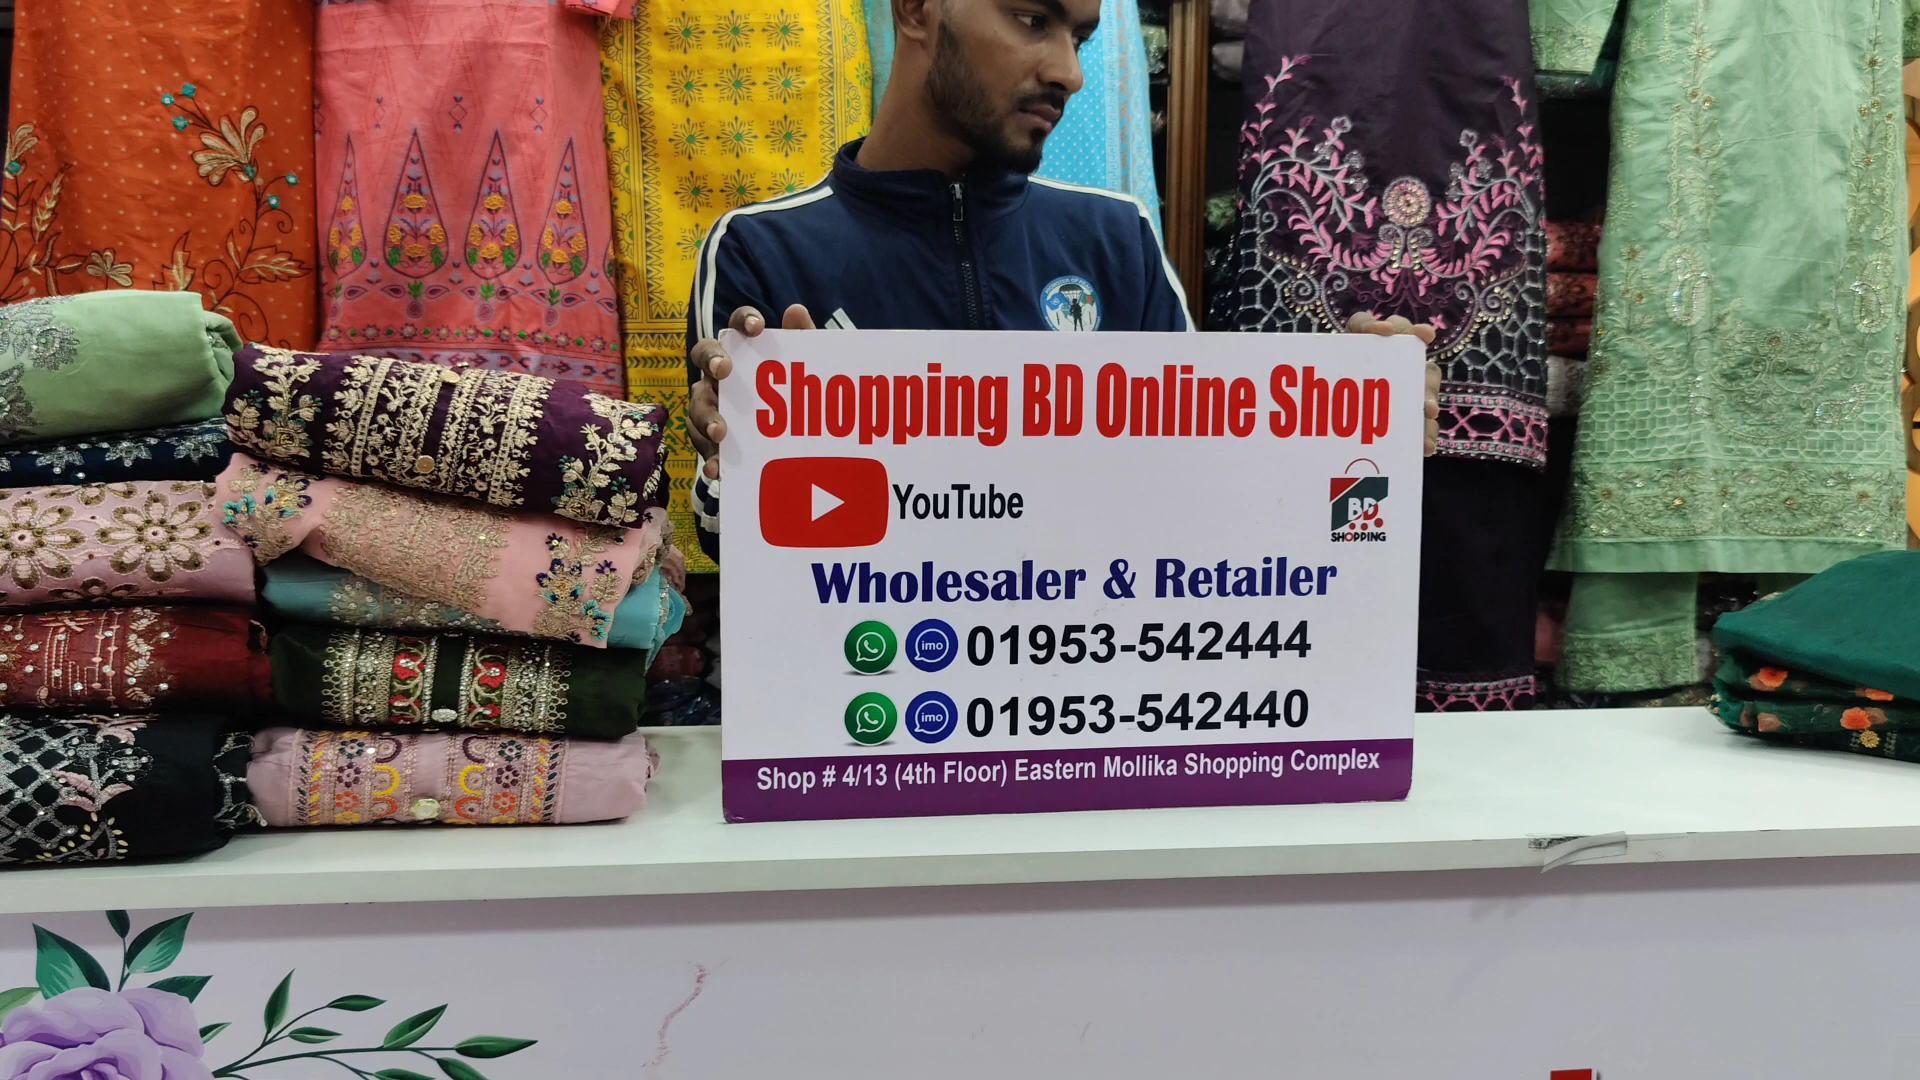 Shopping BD Online Shop
YouTube
BD
SHOPPING
Wholesaler & Retailer
imo 01953-542444
imo 01953-542440
Shop # 4/13 (4th Floor) Eastern Mollika Shopping Complex